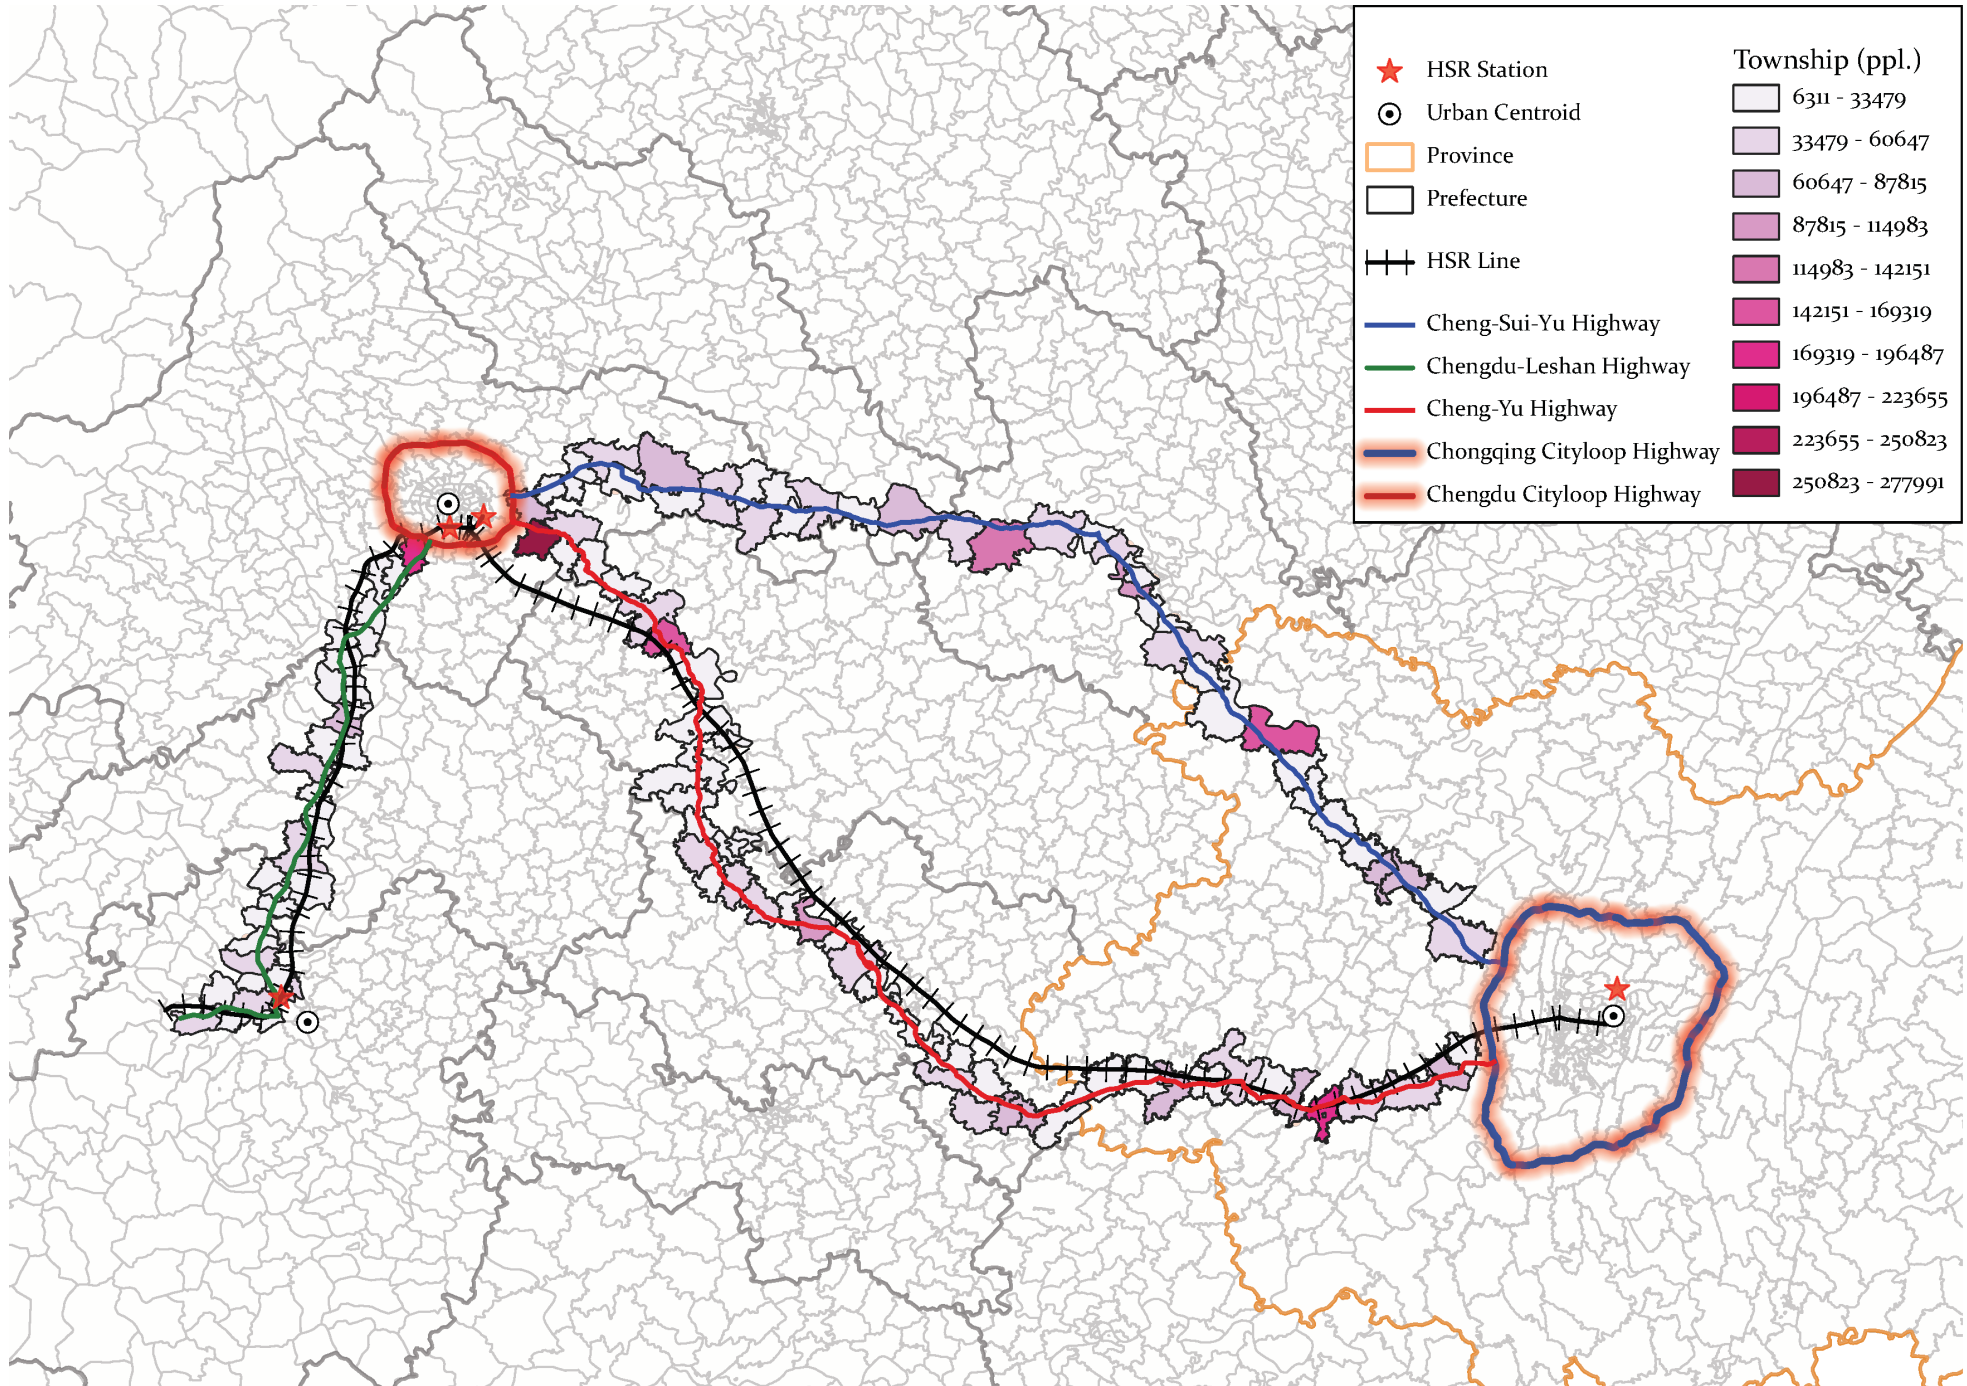 HSR Station
Urban Centroid
Province
Prefecture
HSR Line
Cheng-Sui-Yu Highway
Chengdu-Leshan Highway
Cheng-Yu Highway
Chongqing Cityloop Highway
Chengdu Cityloop Highway
Township (ppl.)
6311 - 33479
33479 - 60647
60647 - 87815
87815 - 114983
114983 - 142151
142151 - 169319
169319 - 196487
196487 - 223655
223655 - 250823
250823 - 277991